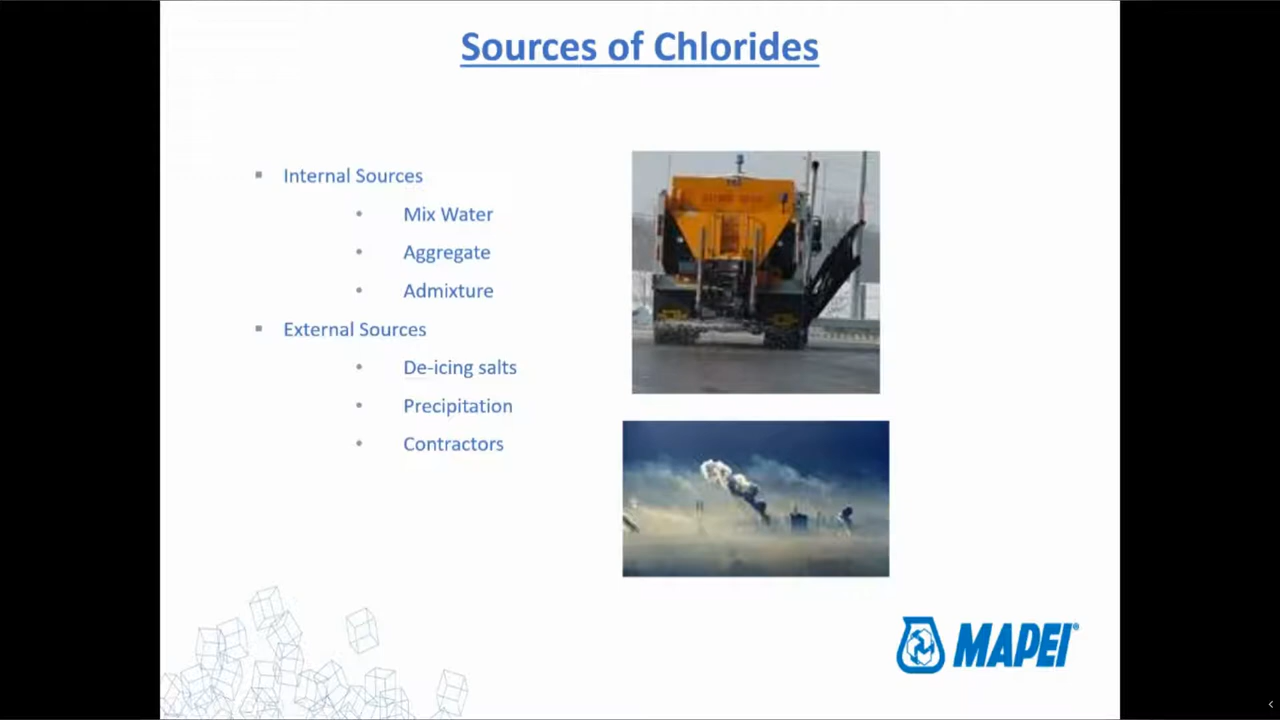 Sources of Chlorides
Internal Sources
Mix Water
Aggregate
Admixture
External Sources
De-icing salts
Precipitation
Contractors
MAPEI®